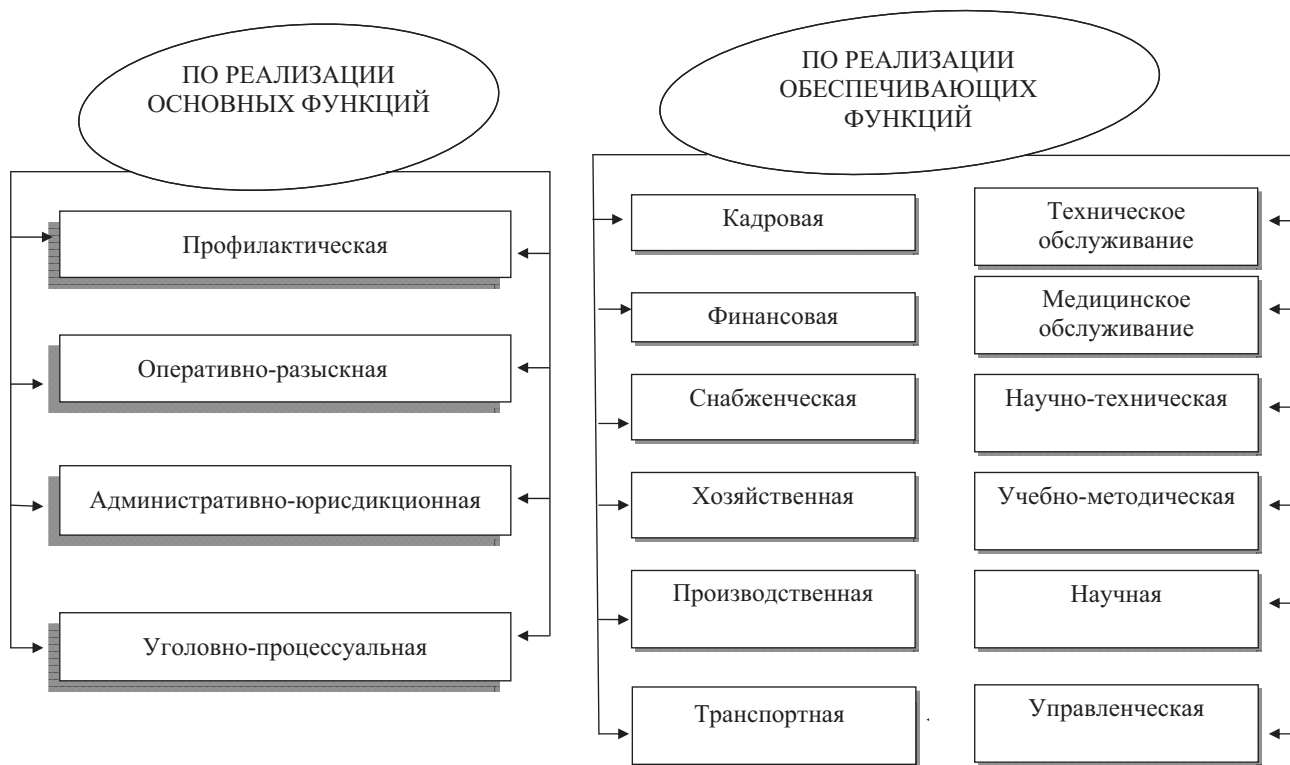 ПО РЕАЛИЗАЦИИ
ОСНОВНЫХ ФУНКЦИЙ
Профилактическая
Оперативно-разыскная
Административно-юрисдикционная
Уголовно-процессуальная
ПО РЕАЛИЗАЦИИ
ОБЕСПЕЧИВАЮЩИХ
ФУНКЦИЙ
Кадровая
Финансовая
Снабженческая
Хозяйственная
Производственная
Транспортная
Техническое
обслуживание
Медицинское
обслуживание
Научно-техническая
Учебно-методическая
Научная
Управленческая